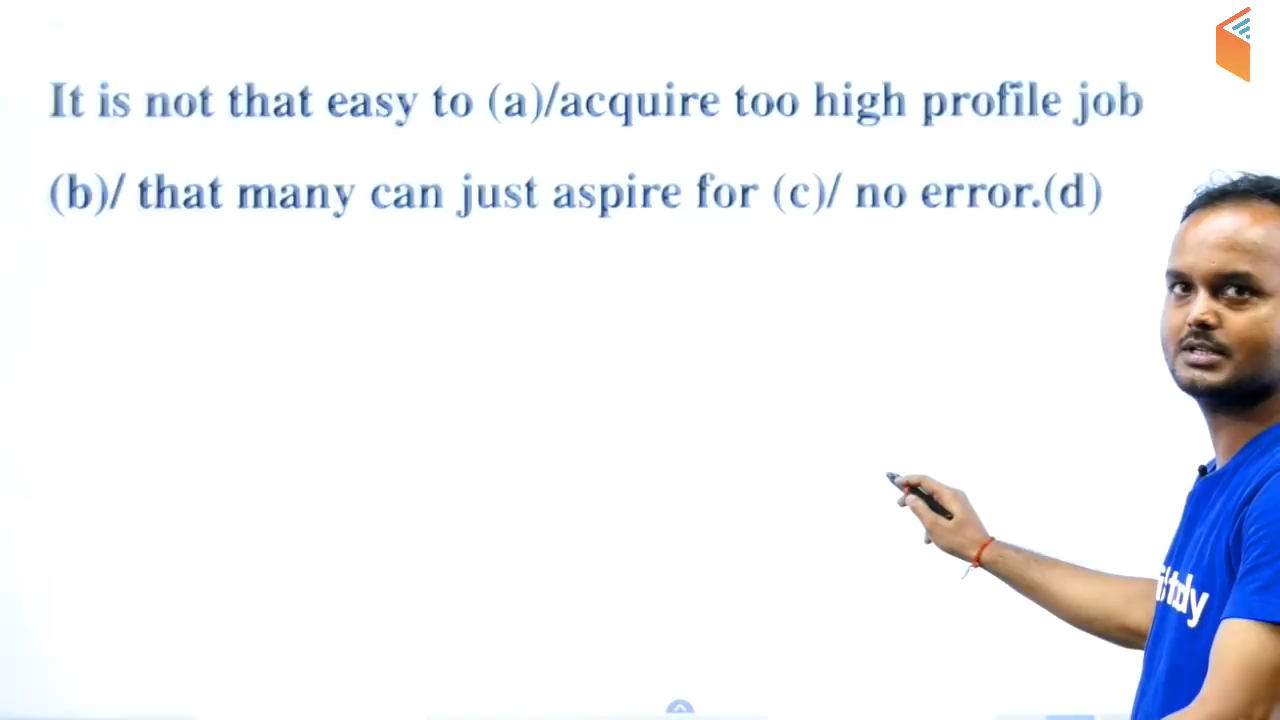 It is not that easy to (a)/acquire too high profile job
(b)/ that many can just aspire for (c)/ no error.(d)